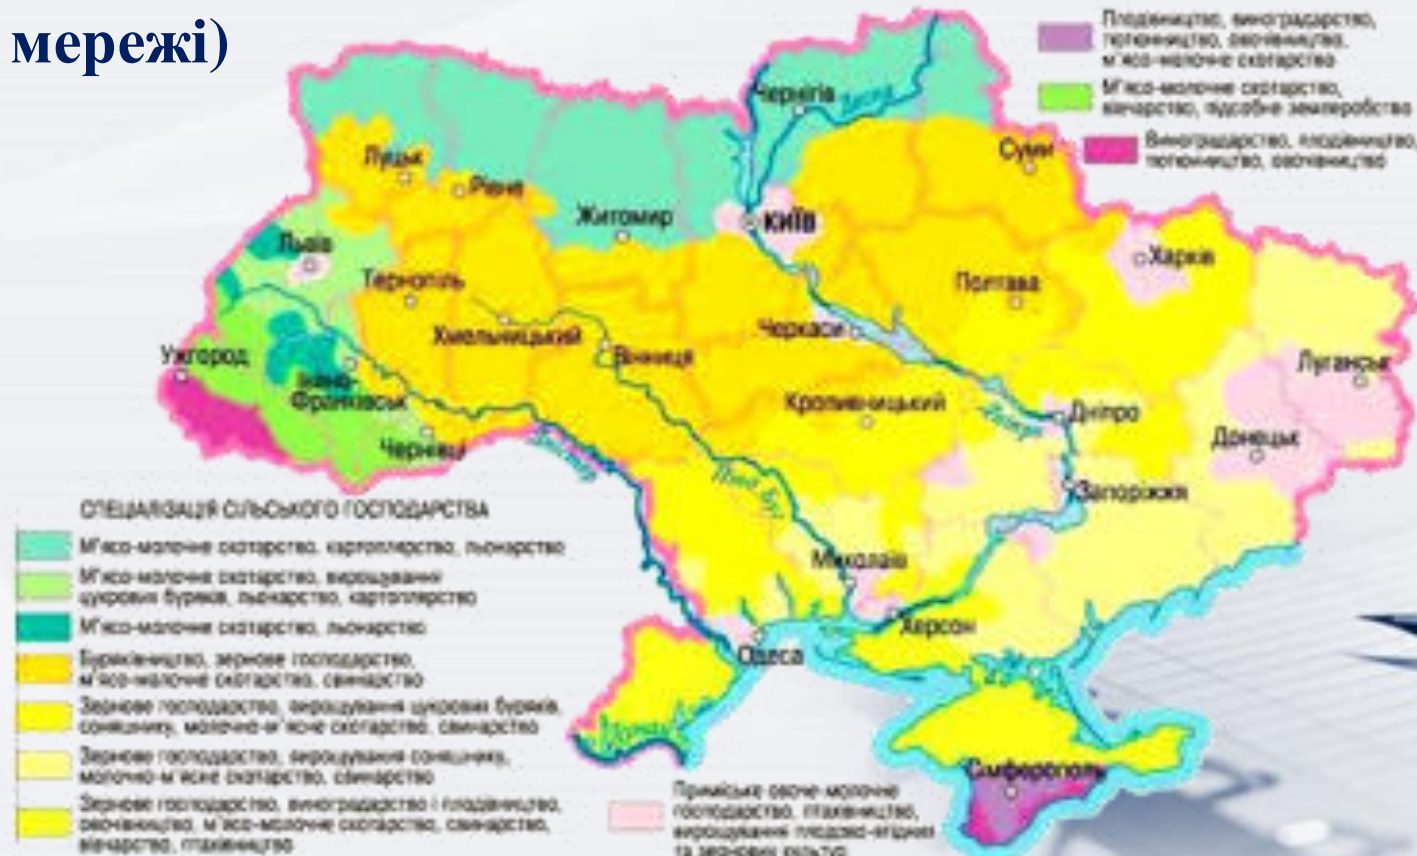 мережі)
Плодівництво, виноградарство,
тютюнництво, овочівництво,
м'ясо-молочне скотарство
М'ясо-молочне скотарство,
вівчарство, підсобне землеробство
Виноградарство, плодівництво,
тютюнництво, овочівництво
Чернігів
Десна
Суми
Луцьк
Рівне
Житомир
КИЇВ
Львів
Харків
Тернопіль
Полтава
Хмельницький
Черкаси
Вінниця
Ужгород
Луганськ
Івано-
Франківськ
Кропивницький
Дніпро
Дніпро
Чернівці
Донецьк
Дністер
Півд. Буг
Запоріжжя
СПЕЦІАЛІЗАЦІЯ СІЛЬСЬКОГО ГОСПОДАРСТВА
М'ясо-молочне скотарство, картоплярство, льонарство
Миколаїв
М'ясо-молочне скотарство, вирощування
цукрових буряків, льонарство, картоплярство
М'ясо-молочне скотарство, льонарство
Херсон
Одеса
Буряківництво, зернове господарство,
м'ясо-молочне скотарство, свинарство
Зернове господарство, вирощування цукрових буряків,
соняшнику, молочно-м'ясне скотарство, свинарство
Дунай
Зернове господарство, вирощування соняшнику,
молочно-м'ясне скотарство, свинарство
Сімферополь
Зернове господарство, виноградарство і плодівництво,
овочівництво, м'ясо-молочне скотарство, свинарство,
вівчарство, птахівництво
Приміське овоче-молочне
господарство, птахівництво,
вирощування плодово-ягідних
та зернових культур